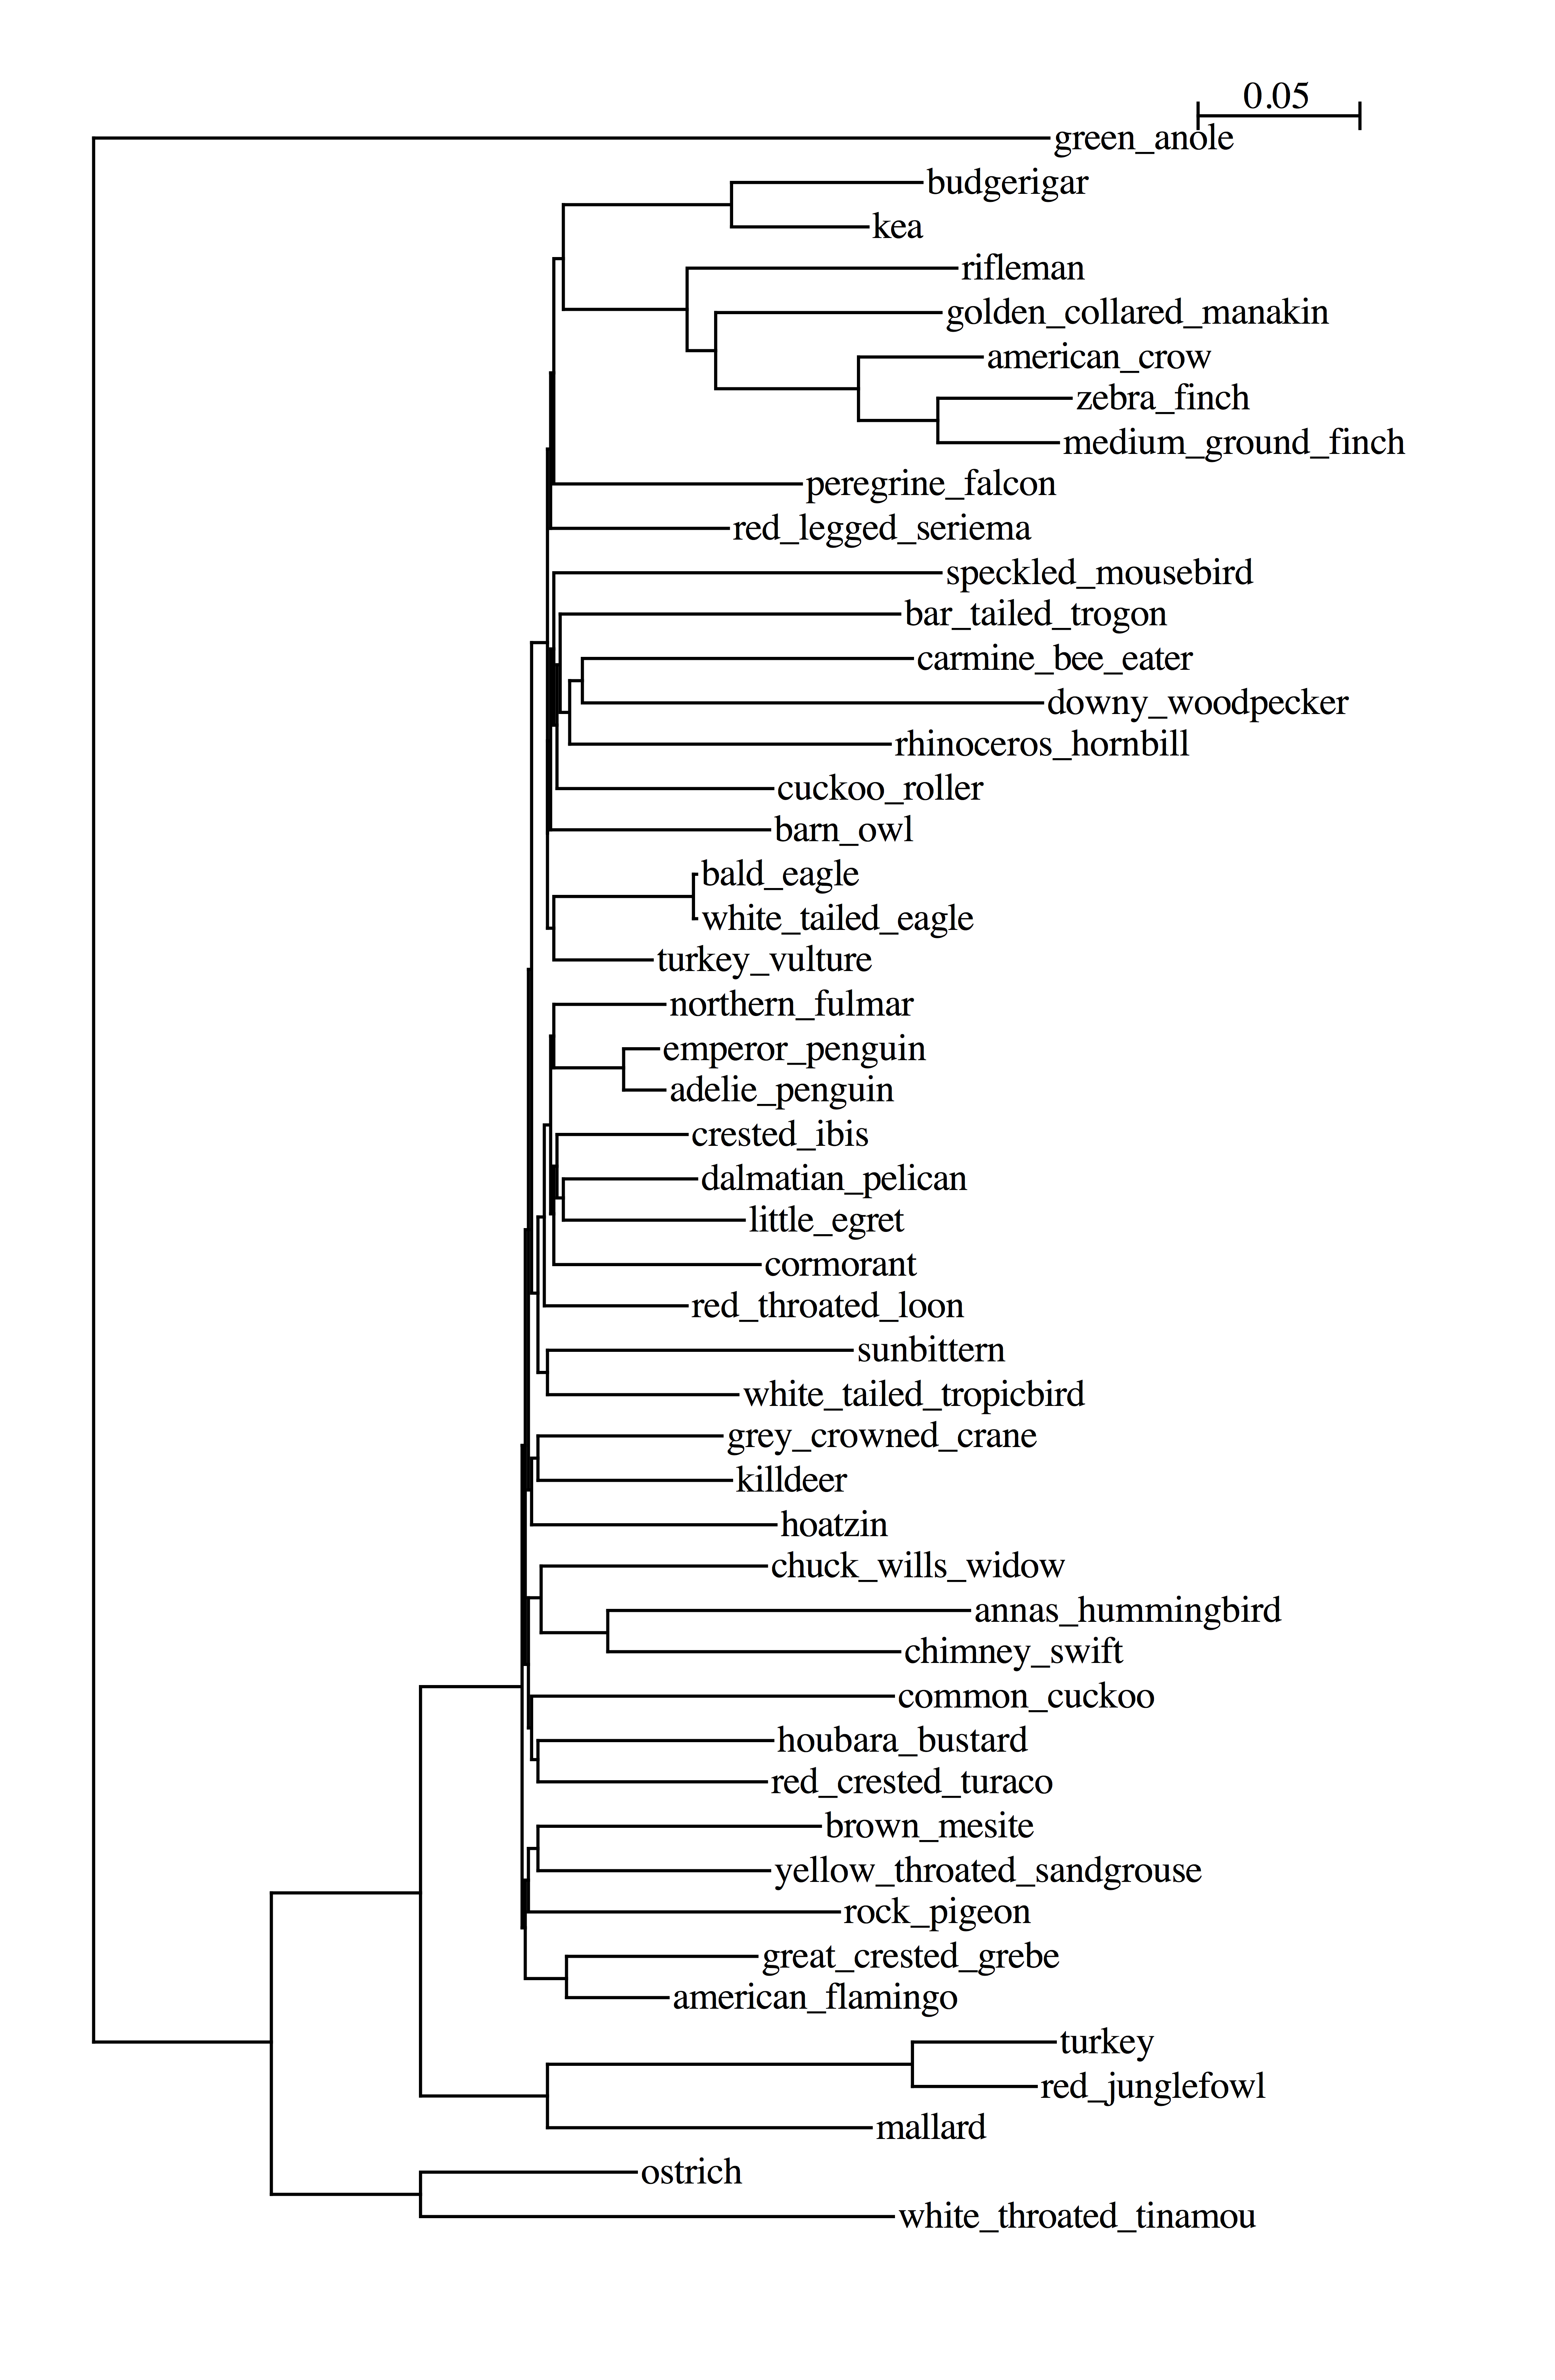 0.05
green_anole
budgerigar
kea
rifleman
golden_collared_manakin
american_crow
zebra_finch
medium_ground_finch
peregrine_falcon
red_legged_seriema
speckled_mousebird
bar_tailed_trogon
carmine_bee_eater
downy_woodpecker
rhinoceros_hornbill
cuckoo_roller
barn_owl
bald_eagle
white_tailed_eagle
turkey_vulture
northern_fulmar
emperor_penguin
adelie_penguin
crested_ibis
dalmatian_pelican
little_egret
cormorant
red_throated_loon
sunbittern
white_tailed_tropicbird
grey_crowned_crane
killdeer
hoatzin
chuck_wills_widow
annas_hummingbird
chimney_swift
common_cuckoo
houbara_bustard
red_crested_turaco
brown_mesite
yellow_throated_sandgrouse
rock_pigeon
great_crested_grebe
american_flamingo
turkey
red_junglefowl
mallard
ostrich
white_throated_tinamou